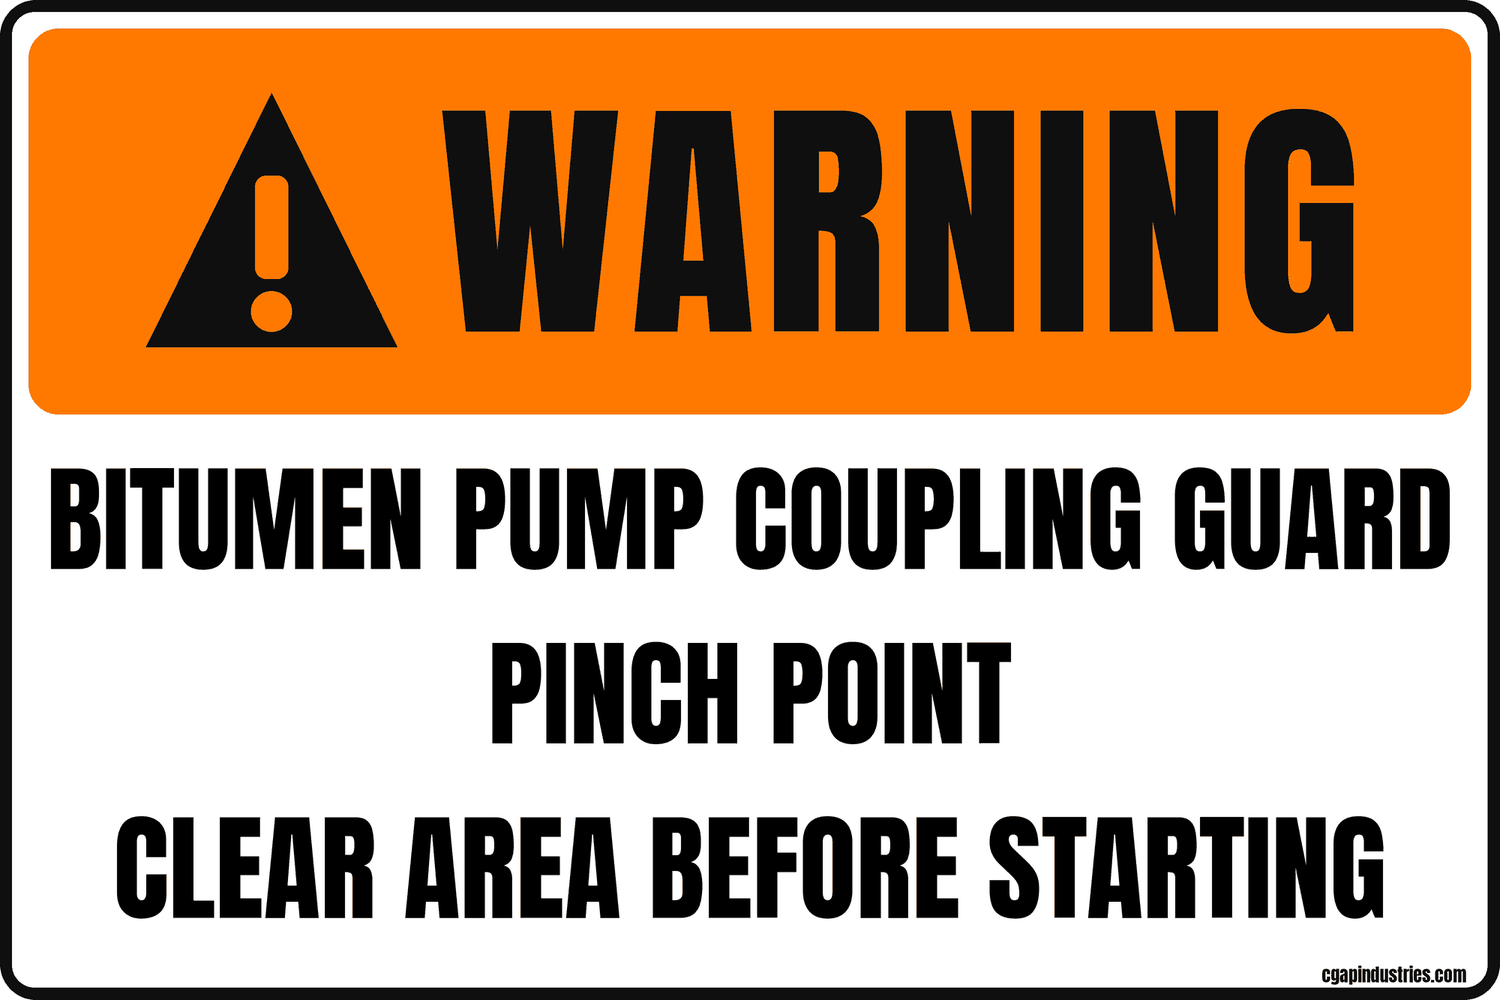 WARNING
BITUMEN PUMP COUPLING GUARD
PINCH POINT
CLEAR AREA BEFORE STARTING
cgapindustries.com